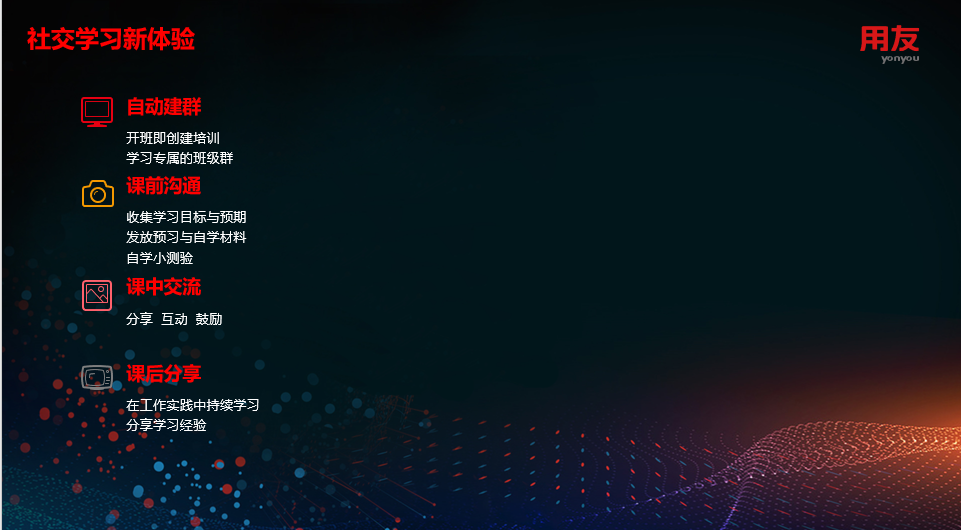 社交学习新体验
用友
yonyou
自动建群
开班即创建培训
学习专属的班级群
课前沟通
收集学习目标与预期
发放预习与自学材料
自学小测验
课中交流
分享 互动 鼓励
课后分享
在工作实践中持续学习
分享学习经验